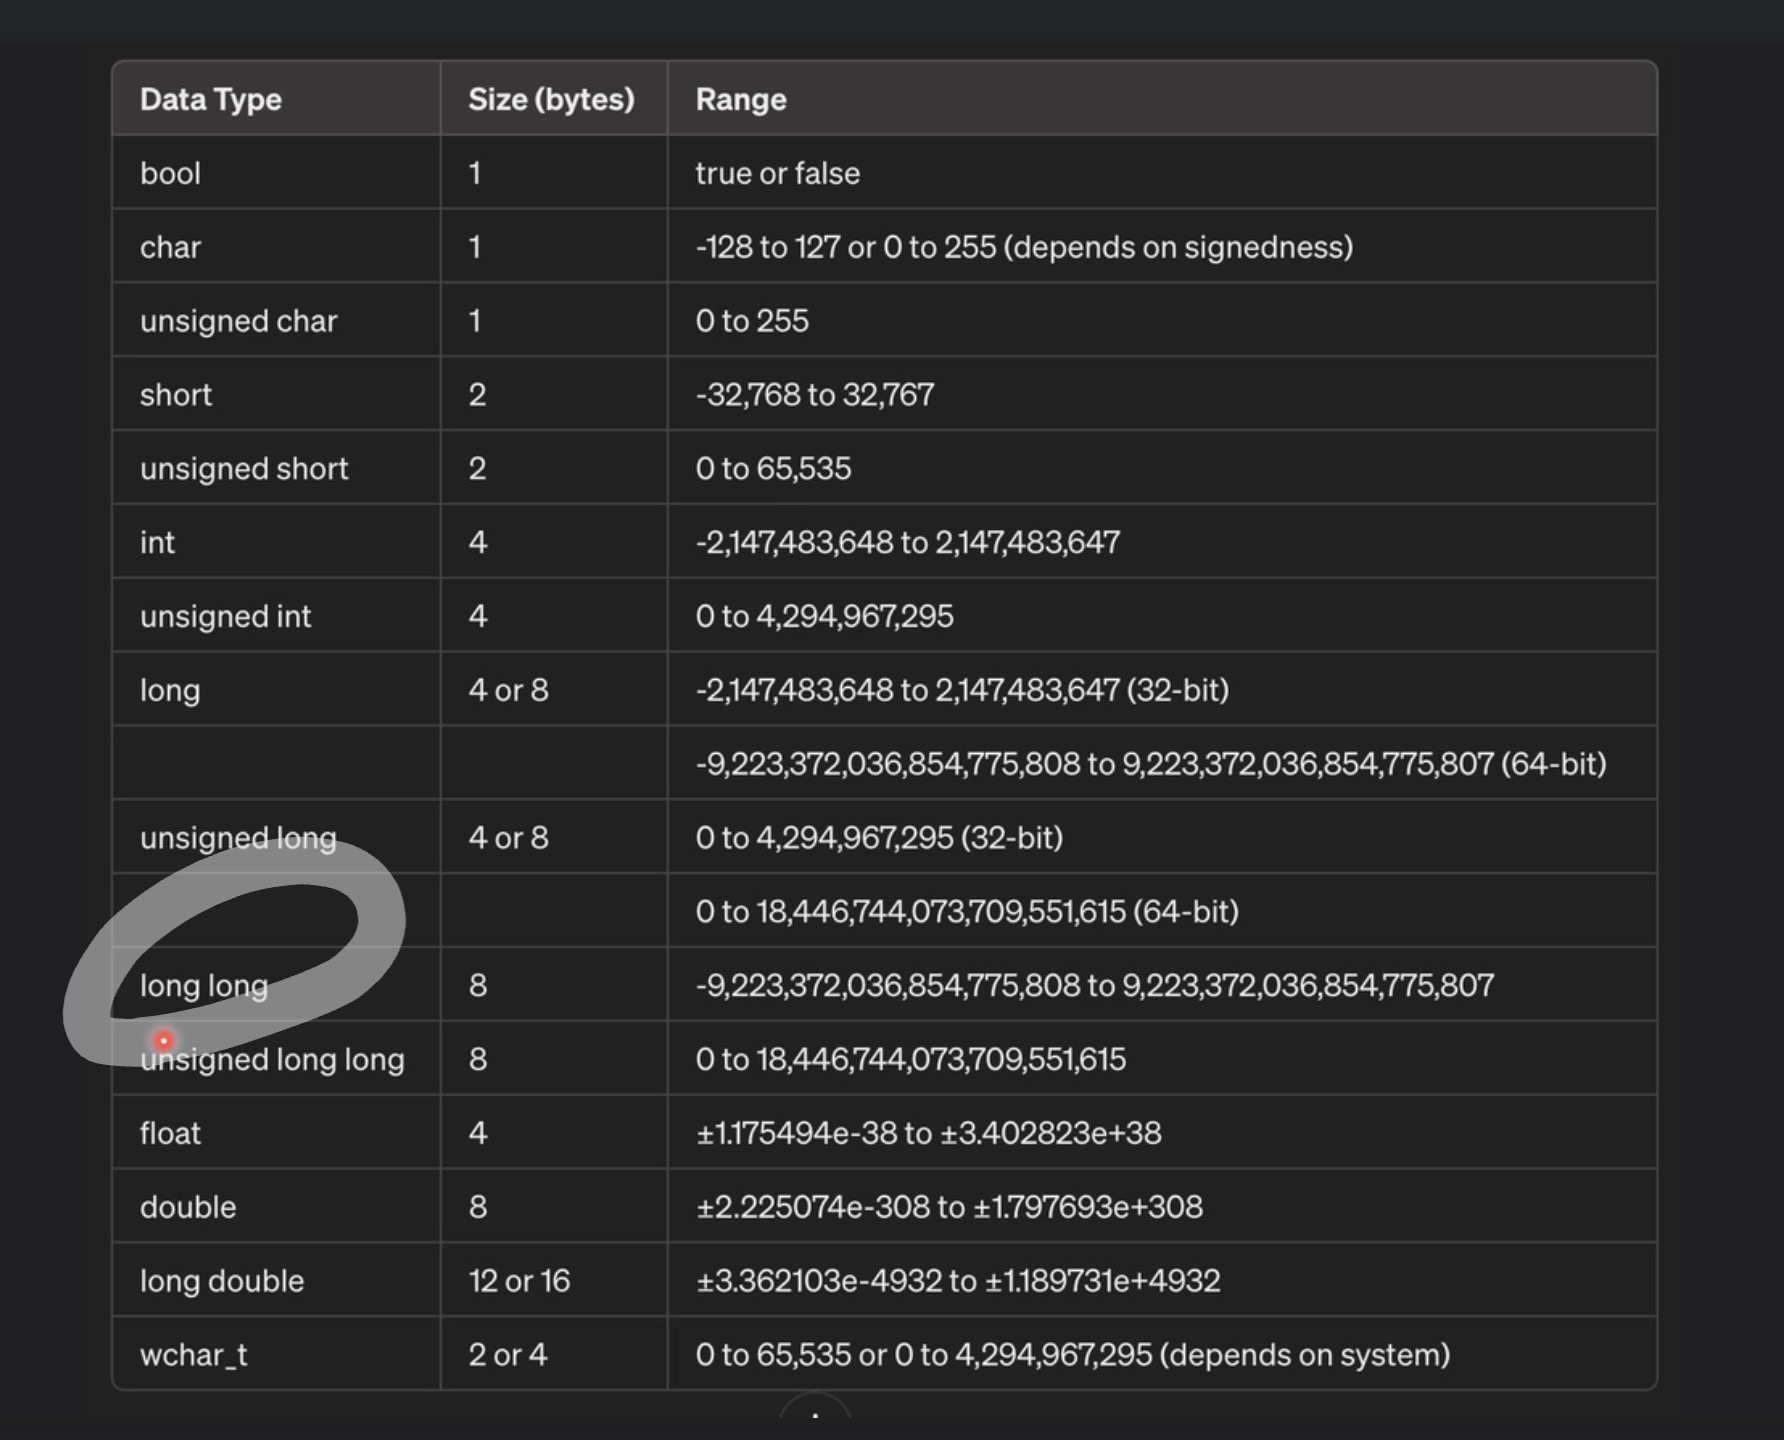 Data Type Size (bytes) Range
bool 1 true or false
char 1 -128 to 127 or 0 to 255 (depends on signedness)
unsigned char 1 0 to 255
short 2 -32,768 to 32,767
unsigned short 2 0 to 65,535
int 4 -2,147,483,648 to 2,147,483,647
unsigned int 4 0 to 4,294,967,295
long 4 or 8 -2,147,483,648 to 2,147,483,647 (32-bit)
-9,223,372,036,854,775,808 to 9,223,372,036,854,775,807 (64-bit)
unsigned long 4 or 8 0 to 4,294,967,295 (32-bit)
0 to 18,446,744,073,709,551,615 (64-bit)
long long 8 -9,223,372,036,854,775,808 to 9,223,372,036,854,775,807
unsigned long long 8 0 to 18,446,744,073,709,551,615
float 4 ±1.175494e-38 to ±3.402823e+38
double 8 ±2.225074e-308 to ±1.797693e+308
long double 12 or 16 ±3.362103e-4932 to ±1.189731e+4932
wchar_t 2 or 4 0 to 65,535 or 0 to 4,294,967,295 (depends on system)